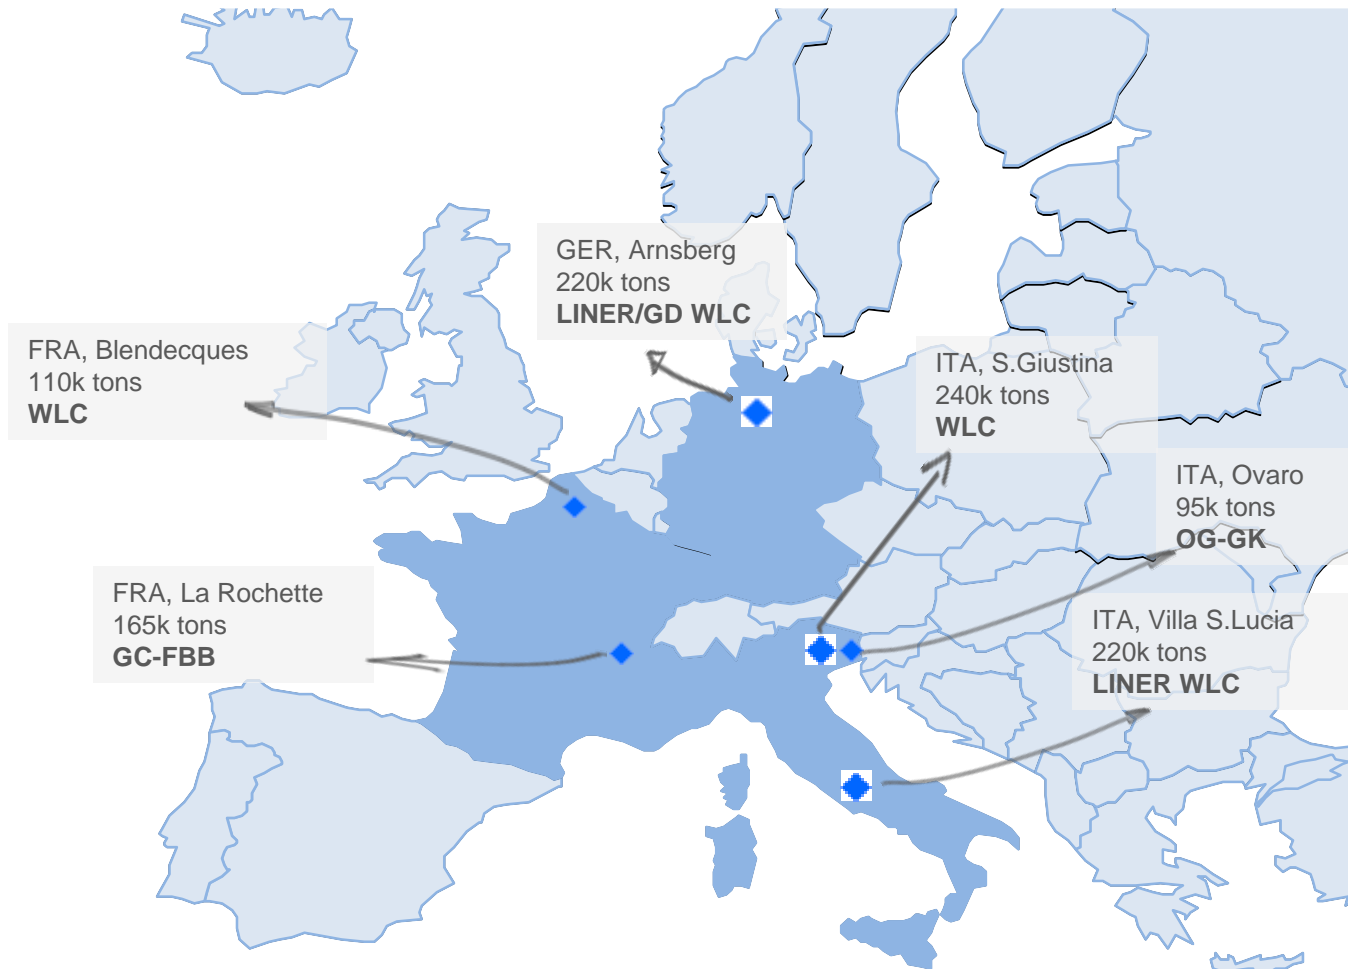 GER, Arnsberg
220k tons
LINER/GD WLC
FRA, Blendecques
110k tons
WLC
ITA, S.Giustina
240k tons
WLC
ITA, Ovaro
95k tons
OG-GK
FRA, La Rochette
165k tons
GC-FBB
ITA, Villa S.Lucia
220k tons
LINER WLC